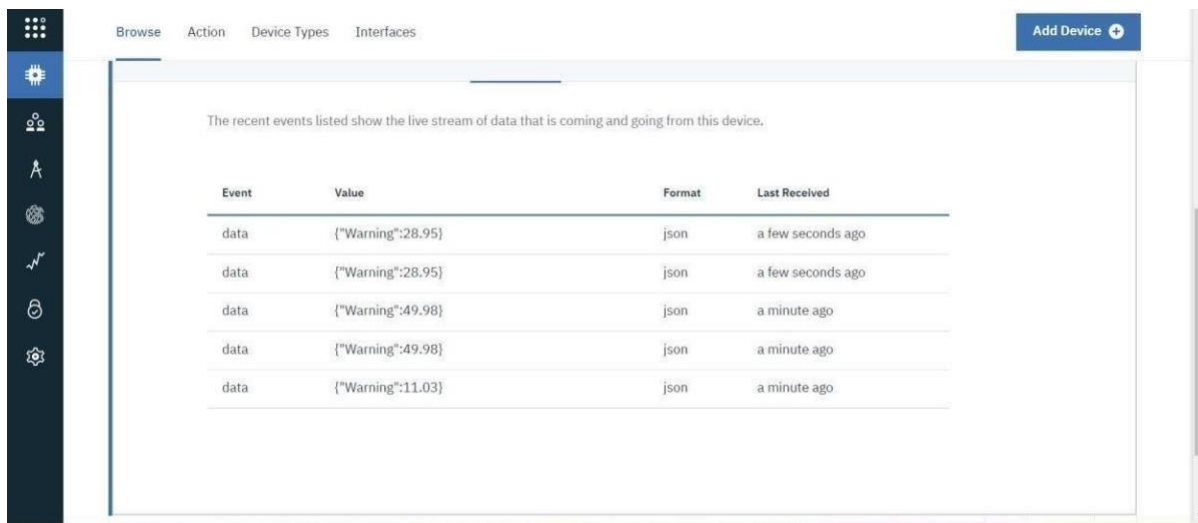 Browse Action Device Types Interfaces Add Device
The recent events listed show the live stream of data that is coming and going from this device.
Event Value Format Last Received
data {"Warning":28.95} json a few seconds ago
data {"Warning":28.95} json a few seconds ago
data {"Warning":49.98} json a minute ago
data {"Warning":49.98} json a minute ago
data {"Warning":11.03} json a minute ago